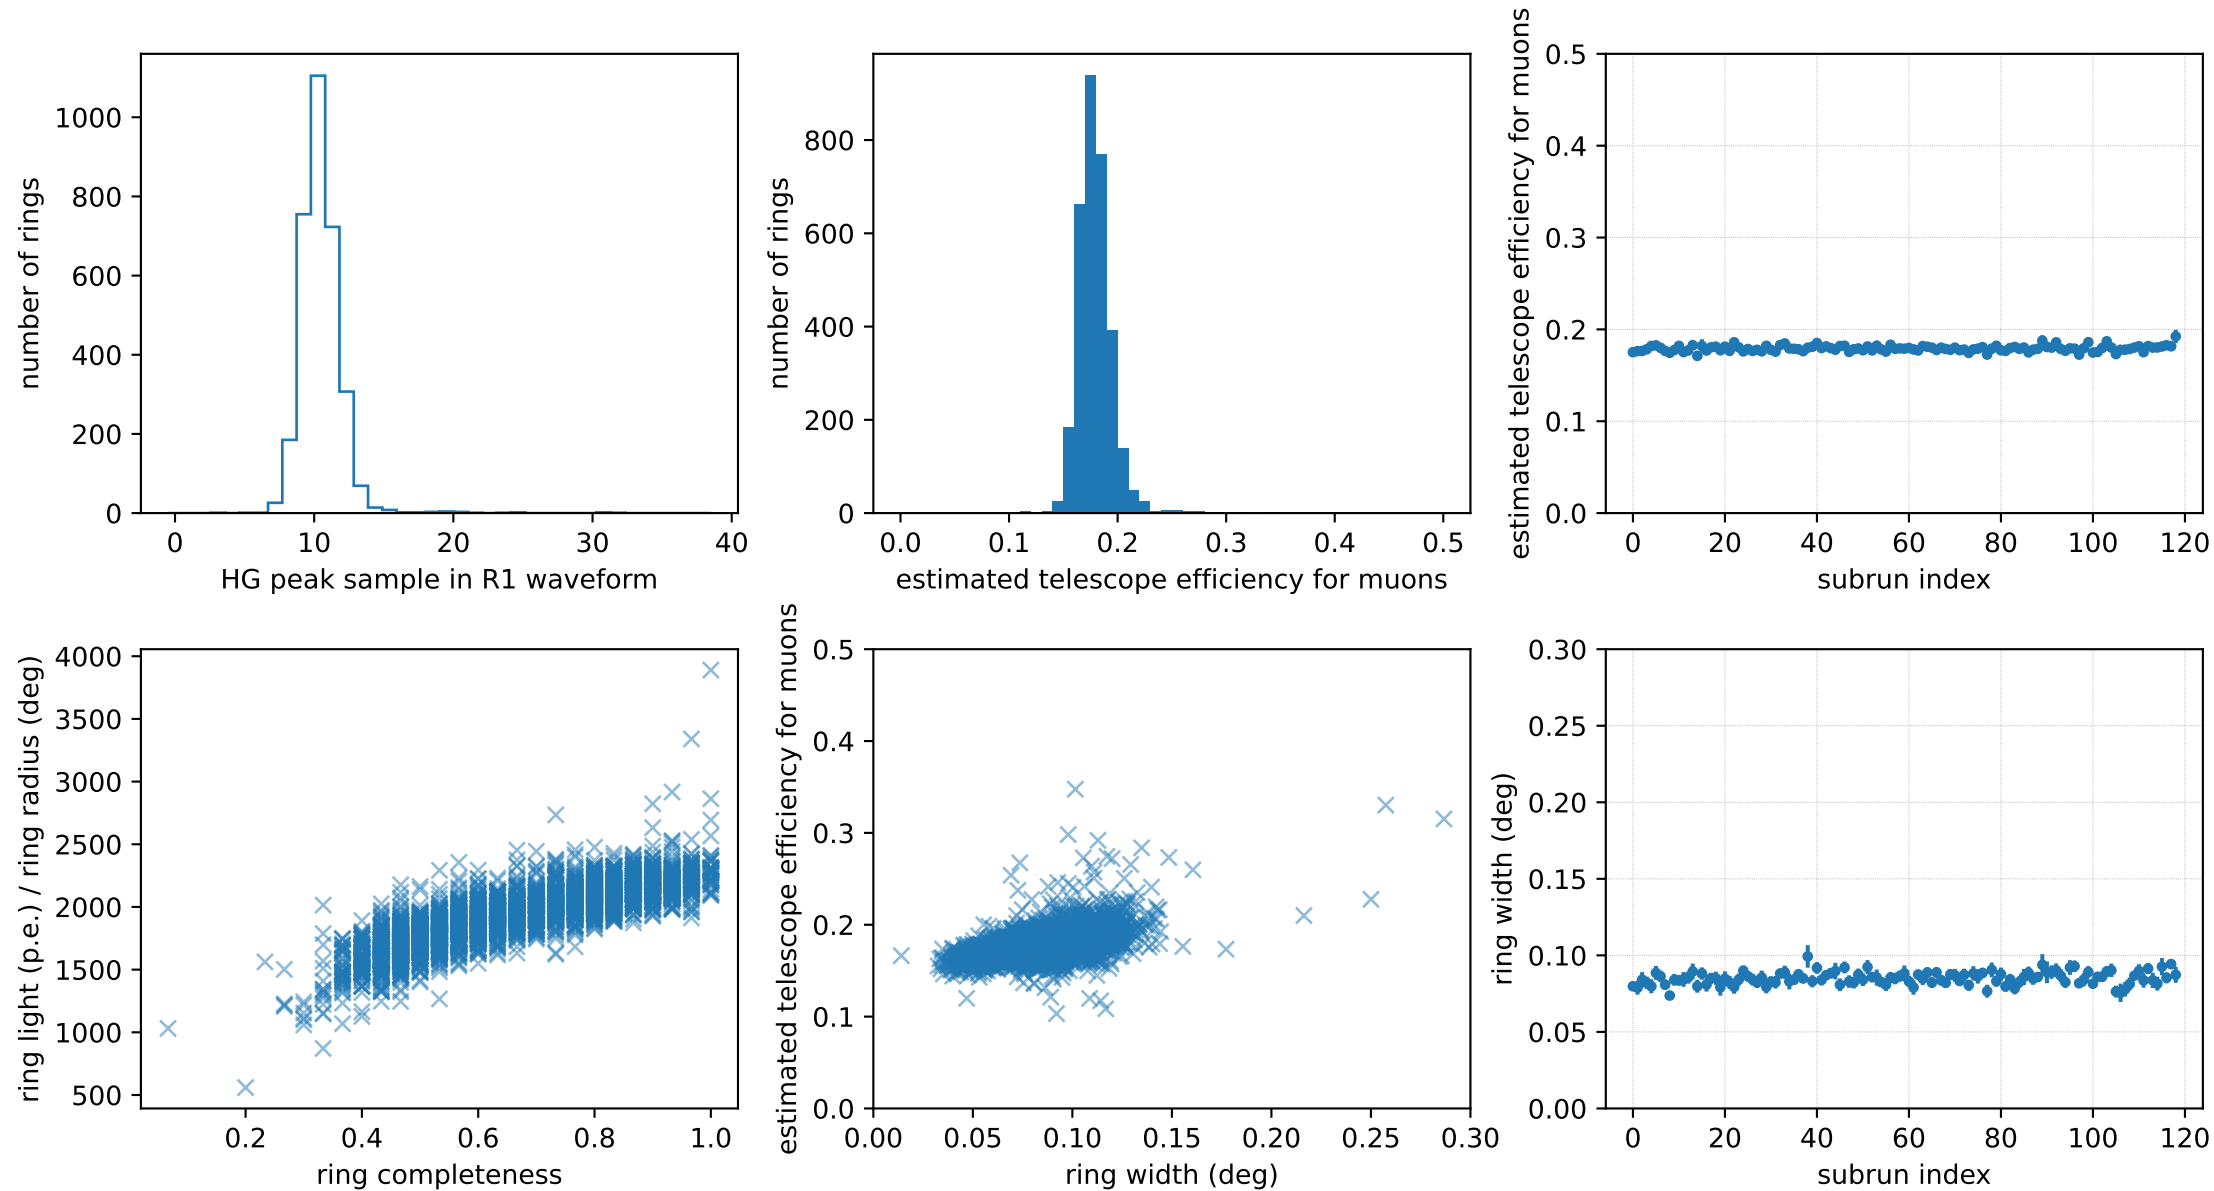 number of rings
1000
800
600
400
200
0
0 10 20 30 40
HG peak sample in R1 waveform
number of rings
800
600
400
200
0
0.0 0.1 0.2 0.3 0.4 0.5
estimated telescope efficiency for muons
estimated telescope efficiency for muons
0.5
0.4
0.3
0.2
0.1
0.0
0 20 40 60 80 100 120
subrun index
ring light (p.e.) / ring radius (deg)
4000
3500
3000
2500
2000
1500
1000
500
0.2 0.4 0.6 0.8 1.0
ring completeness
estimated telescope efficiency for muons
0.5
0.4
0.3
0.2
0.1
0.0
0.00 0.05 0.10 0.15 0.20 0.25 0.30
ring width (deg)
ring width (deg)
0.30
0.25
0.20
0.15
0.10
0.05
0.00
0 20 40 60 80 100 120
subrun index